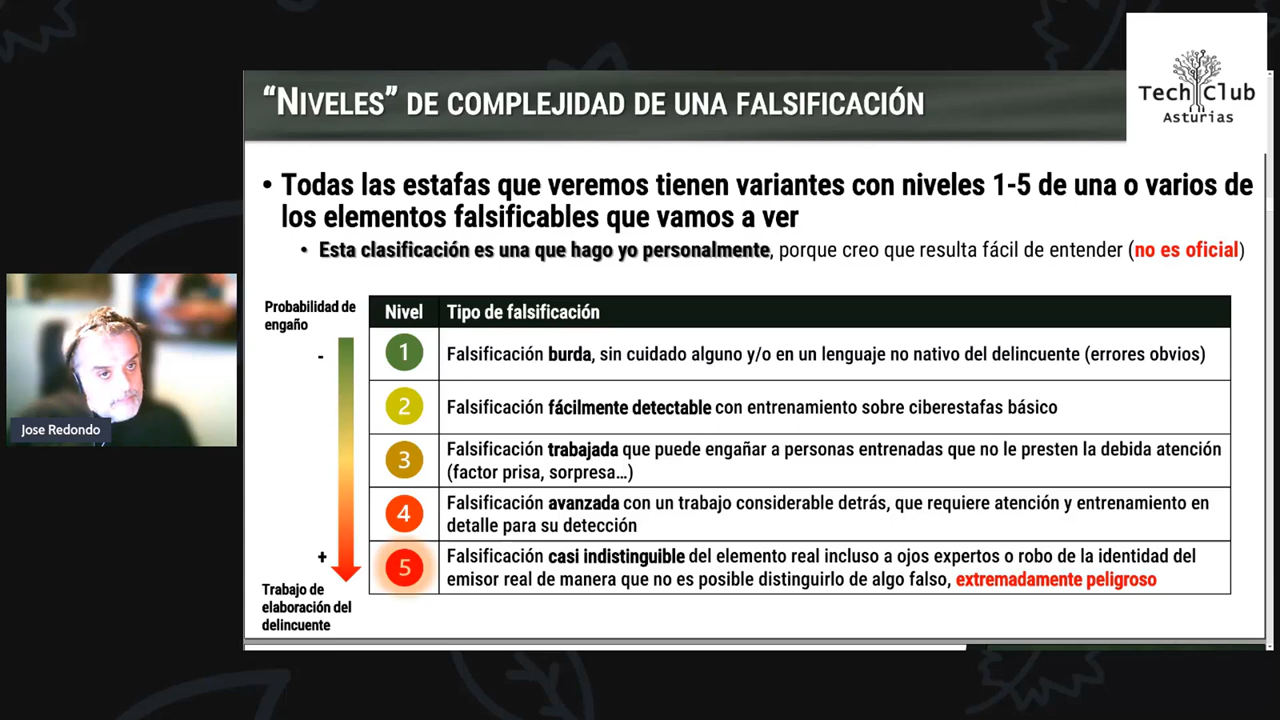 Tech Club
Asturias
"NIVELES" DE COMPLEJIDAD DE UNA FALSIFICACIÓN
• Todas las estafas que veremos tienen variantes con niveles 1-5 de una o varios de
los elementos falsificables que vamos a ver
• Esta clasificación es una que hago yo personalmente, porque creo que resulta fácil de entender (no es oficial)
Probabilidad de
engaño
-
+
Trabajo de
elaboración del
delincuente
Nivel Tipo de falsificación
1 Falsificación burda, sin cuidado alguno y/o en un lenguaje no nativo del delincuente (errores obvios)
2 Falsificación fácilmente detectable con entrenamiento sobre ciberestafas básico
3 Falsificación trabajada que puede engañar a personas entrenadas que no le presten la debida atención
(factor prisa, sorpresa...)
4 Falsificación avanzada con un trabajo considerable detrás, que requiere atención y entrenamiento en
detalle para su detección
5 Falsificación casi indistinguible del elemento real incluso a ojos expertos o robo de la identidad del
emisor real de manera que no es posible distinguirlo de algo falso, extremadamente peligroso
Jose Redondo